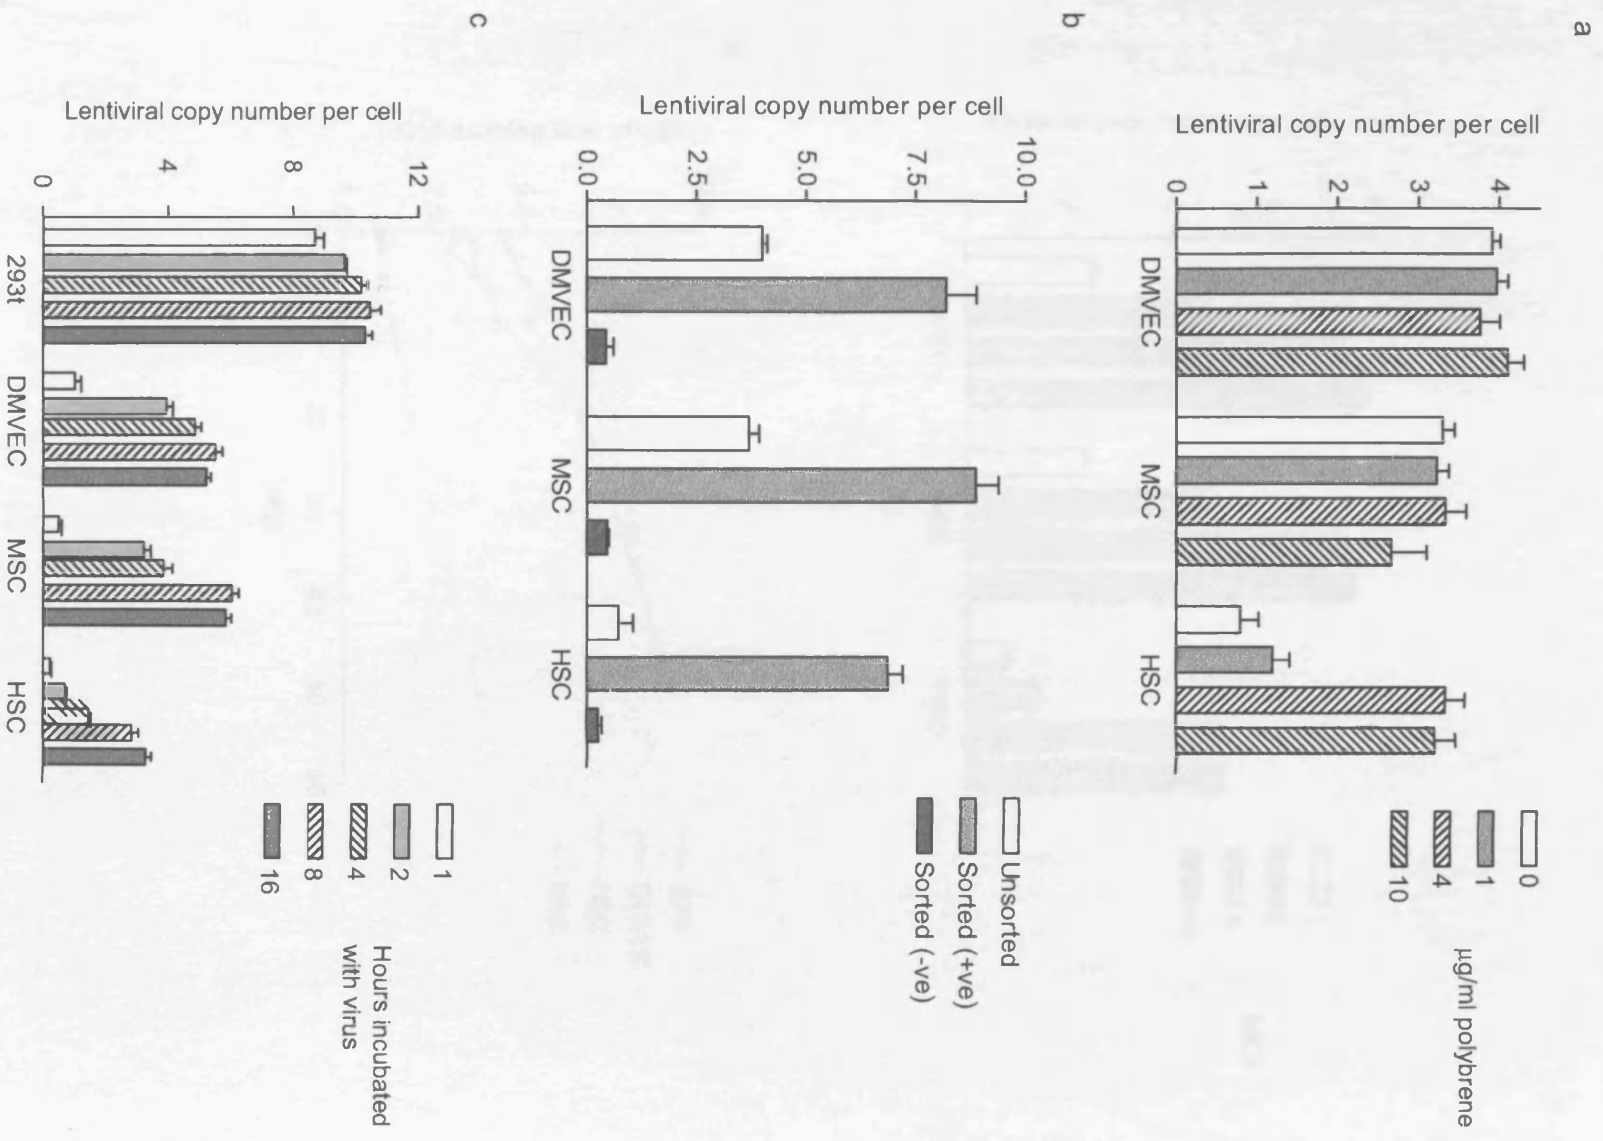 a
Lentiviral copy number per cell
4
3
2
1
0
DMVEC
MSC
HSC
0
1
4
10
µg/ml polybrene
b
Lentiviral copy number per cell
10.0
7.5
5.0
2.5
0.0
DMVEC
MSC
HSC
Unsorted
Sorted (+ve)
Sorted (-ve)
c
Lentiviral copy number per cell
12
8
4
0
293t
DMVEC
MSC
HSC
1
2
4
8
16
Hours incubated
with virus